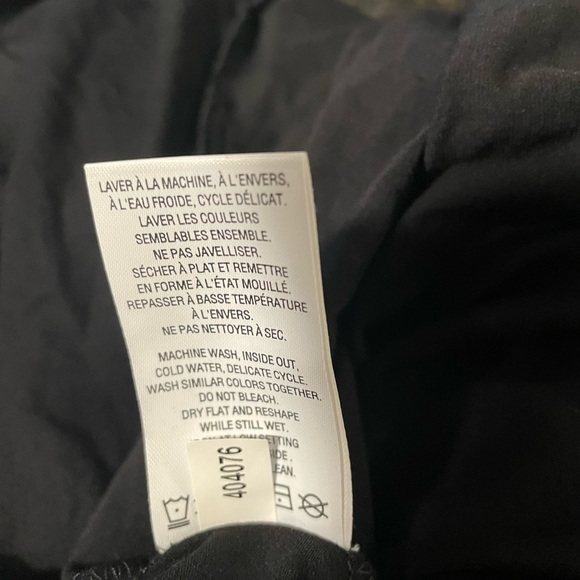 LAVER À LA MACHINE, À L'ENVERS,
À L'EAU FROIDE, CYCLE DÉLICAT.
LAVER LES COULEURS
SEMBLABLES ENSEMBLE.
NE PAS JAVELLISER.
SÉCHER À PLAT ET REMETTRE
EN FORME À L'ÉTAT MOUILLÉ.
REPASSER À BASSE TEMPÉRATURE
À L'ENVERS.
NE PAS NETTOYER À SEC.
MACHINE WASH, INSIDE OUT,
COLD WATER, DELICATE CYCLE.
WASH SIMILAR COLORS TOGETHER.
DO NOT BLEACH.
DRY FLAT AND RESHAPE
WHILE STILL WET.
LOW SETTING
404076